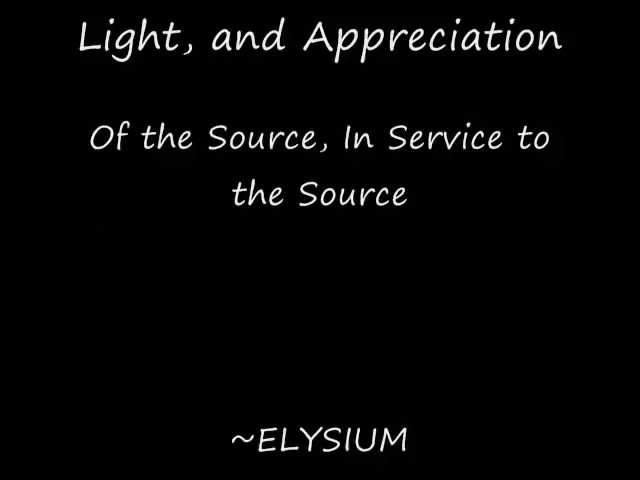 Light, and Appreciation
Of the Source, In Service to
the Source
~ELYSIUM